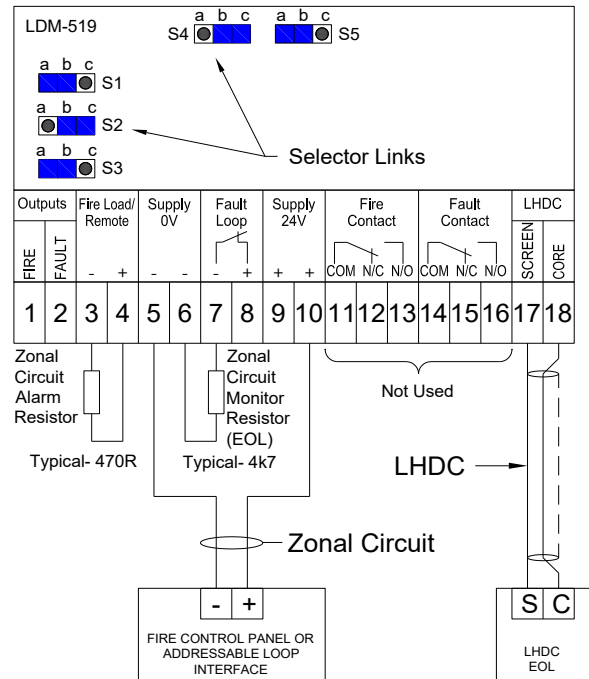 LDM-519
a b c
S4
a b c
S5
a b c
S1
a b c
S2
a b c
S3
Selector Links
Outputs
Fire Load/
Remote
Supply
0V
Fault
Loop
Supply
24V
Fire
Contact
Fault
Contact
LHDC
FIRE
FAULT
- +
- -
- +
+ +
COM N/C N/O
COM N/C N/O
SCREEN
CORE
1 2 3 4 5 6 7 8 9 10 11 12 13 14 15 16 17 18
Zonal
Circuit
Alarm
Resistor
Typical- 470R
Zonal
Circuit
Monitor
Resistor
(EOL)
Typical- 4k7
Not Used
LHDC
Zonal Circuit
- +
FIRE CONTROL PANEL OR
ADDRESSABLE LOOP
INTERFACE
S C
LHDC
EOL